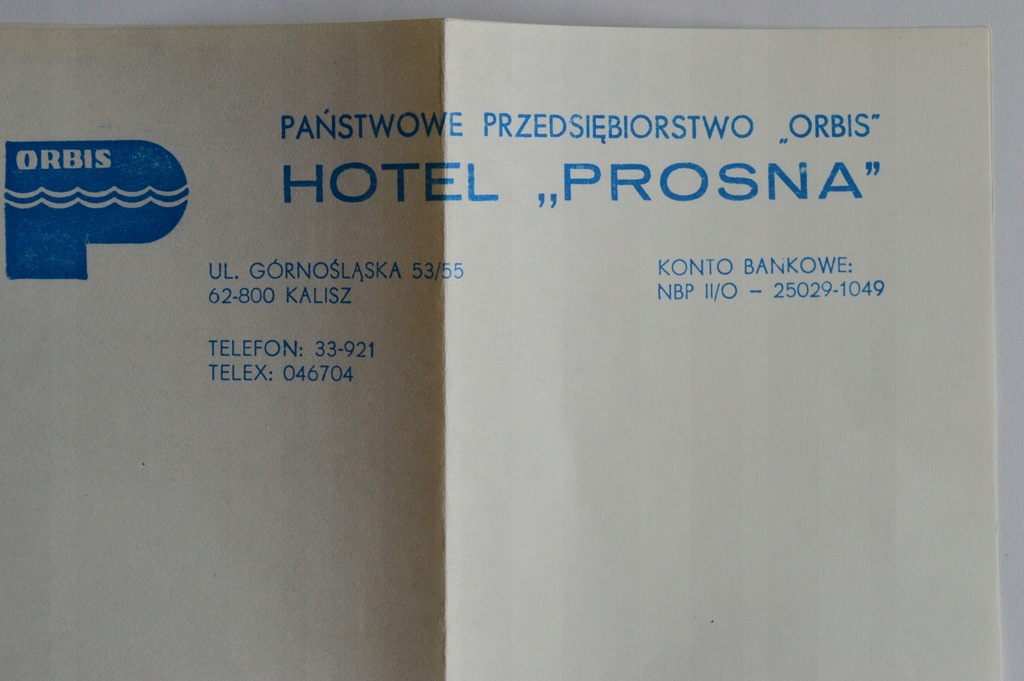 ORBIS
PAŃSTWOWE PRZEDSIĘBIORSTWO „ORBIS”
HOTEL „PROSNA”
UL. GÓRNOŚLĄSKA 53/55
62-800 KALISZ
TELEFON: 33-921
TELEX: 046704
KONTO BANKOWE:
NBP II/O – 25029-1049